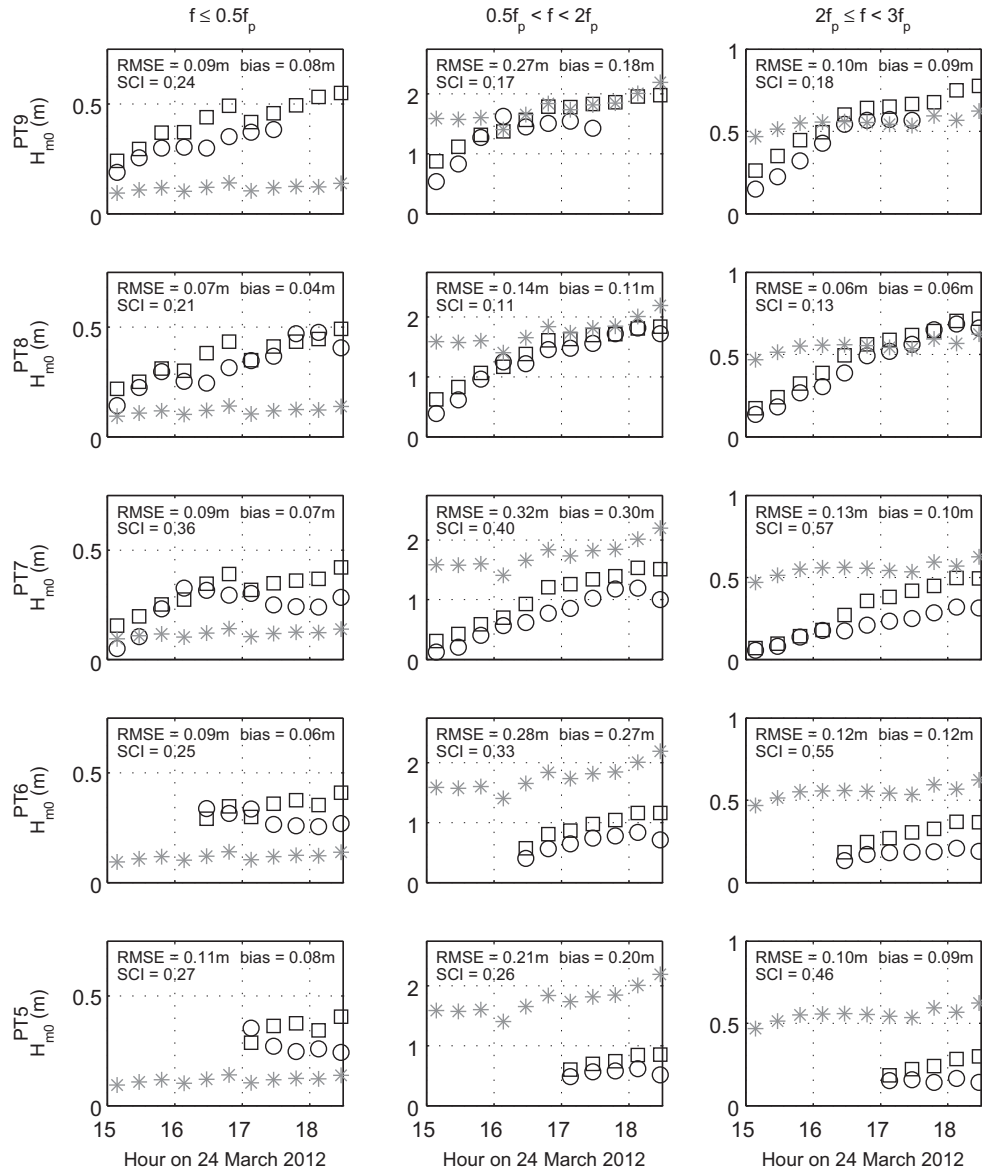 f ≤ 0.5fp
0.5fp < f < 2fp
2fp ≤ f < 3fp
PT9
Hm0 (m)
RMSE = 0.09m bias = 0.08m
SCI = 0.24
0.5
0
RMSE = 0.27m bias = 0.18m
SCI = 0.17
2
1
0
RMSE = 0.10m bias = 0.09m
SCI = 0.18
1
0.5
0
PT8
Hm0 (m)
RMSE = 0.07m bias = 0.04m
SCI = 0.21
0.5
0
RMSE = 0.14m bias = 0.11m
SCI = 0.11
2
1
0
RMSE = 0.06m bias = 0.06m
SCI = 0.13
1
0.5
0
PT7
Hm0 (m)
RMSE = 0.09m bias = 0.07m
SCI = 0.36
0.5
0
RMSE = 0.32m bias = 0.30m
SCI = 0.40
2
1
0
RMSE = 0.13m bias = 0.10m
SCI = 0.57
1
0.5
0
PT6
Hm0 (m)
RMSE = 0.09m bias = 0.06m
SCI = 0.25
0.5
0
RMSE = 0.28m bias = 0.27m
SCI = 0.33
2
1
0
RMSE = 0.12m bias = 0.12m
SCI = 0.55
1
0.5
0
PT5
Hm0 (m)
RMSE = 0.11m bias = 0.08m
SCI = 0.27
0.5
0
RMSE = 0.21m bias = 0.20m
SCI = 0.26
2
1
0
RMSE = 0.10m bias = 0.09m
SCI = 0.46
1
0.5
0
15 16 17 18
15 16 17 18
15 16 17 18
Hour on 24 March 2012
Hour on 24 March 2012
Hour on 24 March 2012